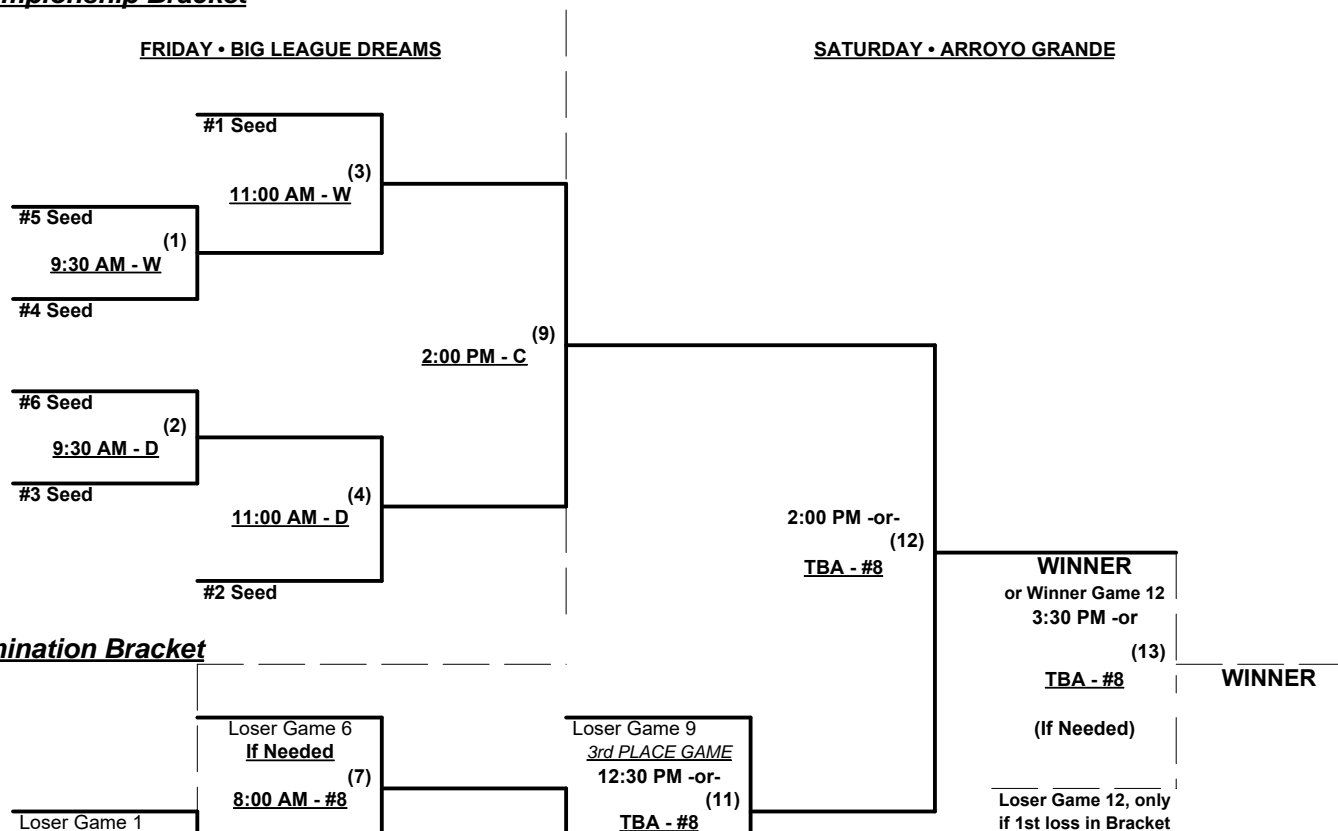 FRIDAY • BIG LEAGUE DREAMS
SATURDAY • ARROYO GRANDE
#1 Seed
(3)
11:00 AM - W
#5 Seed
(1)
9:30 AM - W
#4 Seed
(9)
2:00 PM - C
#6 Seed
(2)
9:30 AM - D
#3 Seed
(4)
11:00 AM - D
#2 Seed
2:00 PM -or-
(12)
TBA - #8
WINNER
or Winner Game 12
3:30 PM -or
(13)
TBA - #8
(If Needed)
WINNER
Loser Game 12, only
if 1st loss in Bracket
Bracket
Loser Game 6
If Needed
(7)
8:00 AM - #8
Loser Game 1
Loser Game 9
3rd PLACE GAME
12:30 PM -or-
(11)
TBA - #8